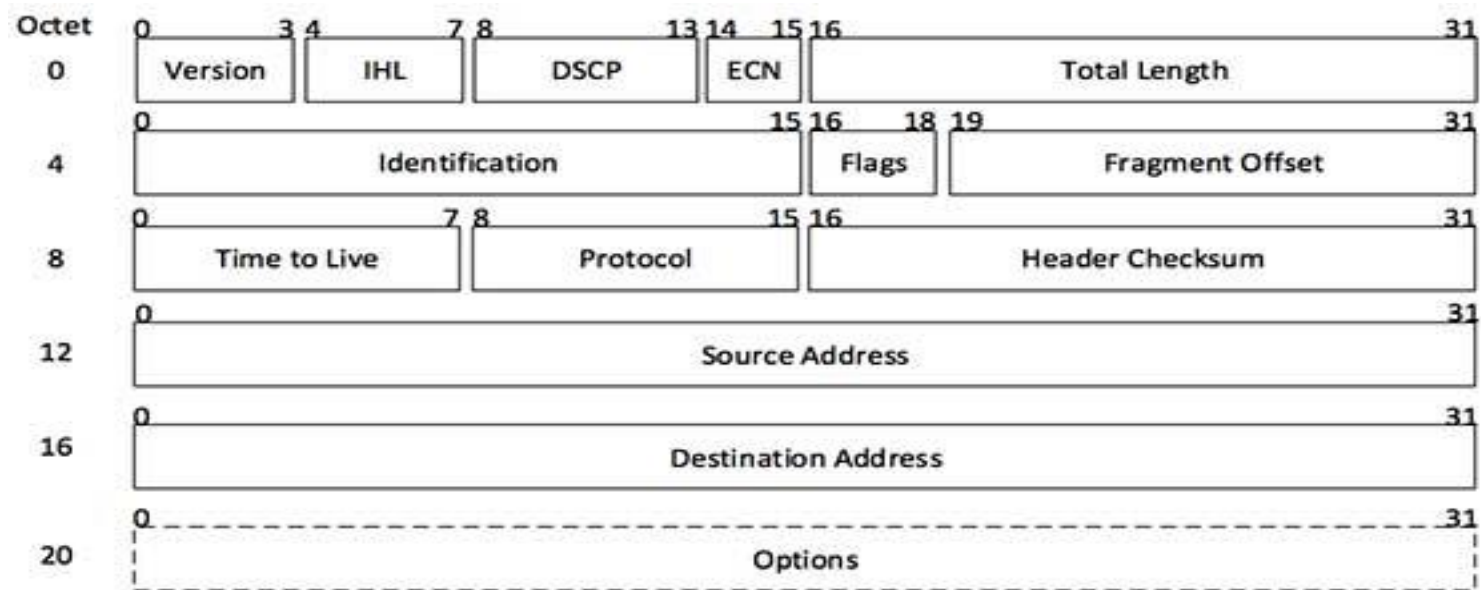 Octet 0 3 4 7 8 13 14 15 16 31
0 Version IHL DSCP ECN Total Length
0 15 16 18 19 31
4 Identification Flags Fragment Offset
0 7 8 15 16 31
8 Time to Live Protocol Header Checksum
0 31
12 Source Address
0 31
16 Destination Address
0 31
20 Options